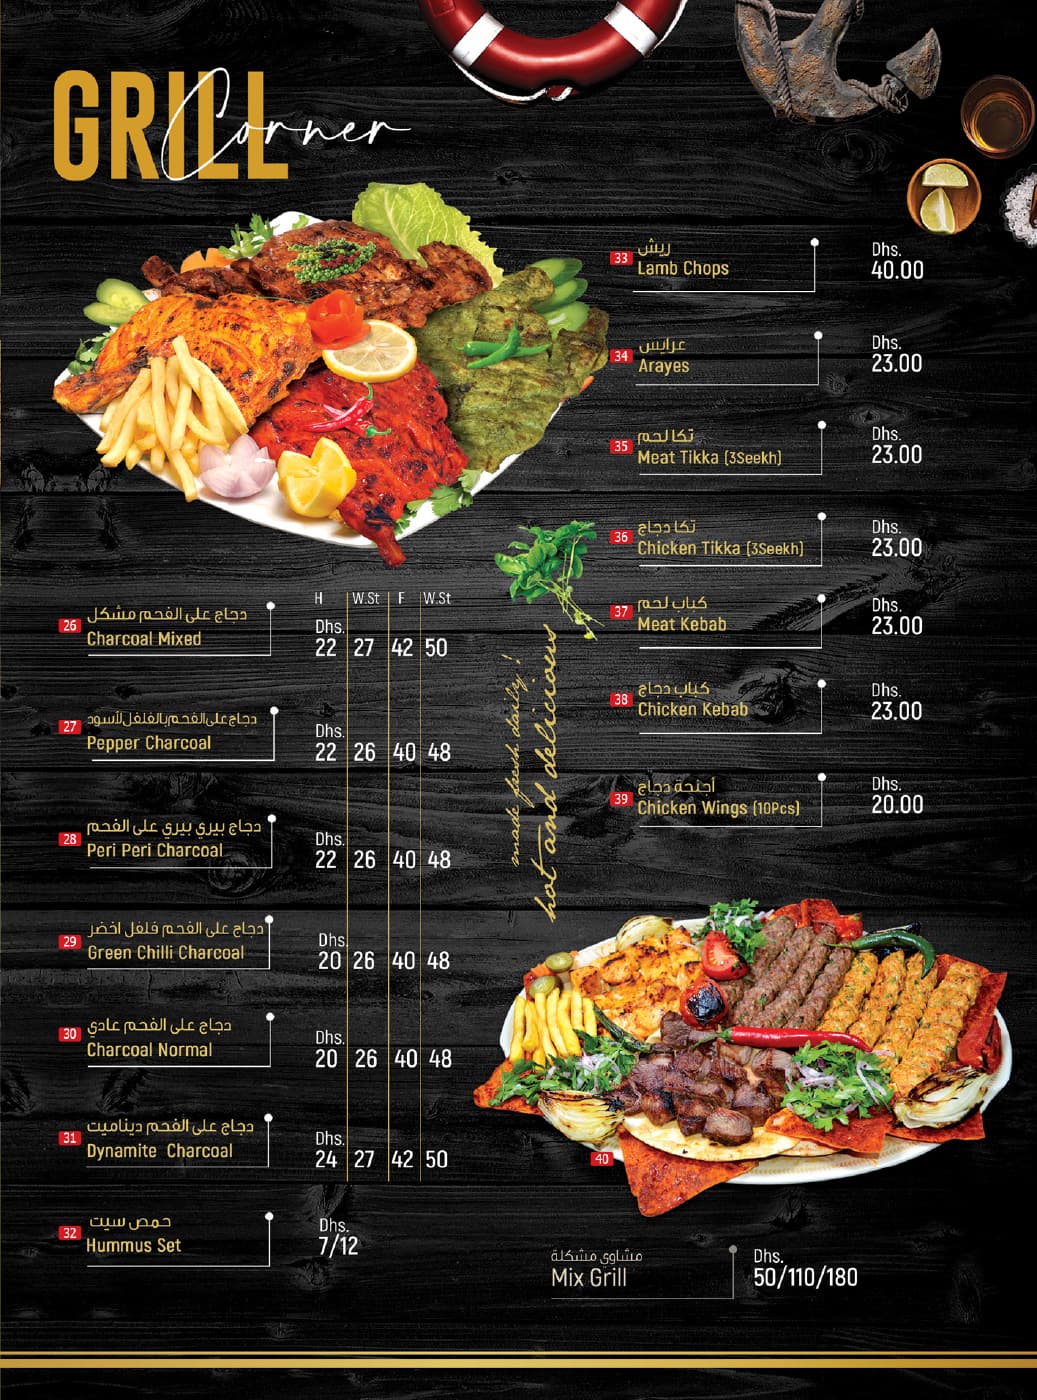 GRILL
Corner
H W.St F W.St
26
دجاج على الفحم مشكل
Charcoal Mixed
Dhs.
22 27 42 50
27
دجاج على الفحم بالفلفل لأسود
Pepper Charcoal
Dhs.
22 26 40 48
28
دجاج بيري بيري على الفحم
Peri Peri Charcoal
Dhs.
22 26 40 48
29
دجاج على الفحم فلفل اخضر
Green Chilli Charcoal
Dhs.
20 26 40 48
30
دجاج على الفحم عادي
Charcoal Normal
Dhs.
20 26 40 48
31
دجاج على الفحم ديناميت
Dynamite Charcoal
Dhs.
24 27 42 50
32
حمص سيت
Hummus Set
Dhs.
7/12
made fresh daily!
hot and delicious
33
ريش
Lamb Chops
Dhs.
40.00
34
عرايس
Arayes
Dhs.
23.00
35
تكا لحم
Meat Tikka (3Seekh)
Dhs.
23.00
36
تكا دجاج
Chicken Tikka (3Seekh)
Dhs.
23.00
37
كباب لحم
Meat Kebab
Dhs.
23.00
38
كباب دجاج
Chicken Kebab
Dhs.
23.00
39
أجنحة دجاج
Chicken Wings (10Pcs)
Dhs.
20.00
40
مشاوي مشكلة
Mix Grill
Dhs.
50/110/180